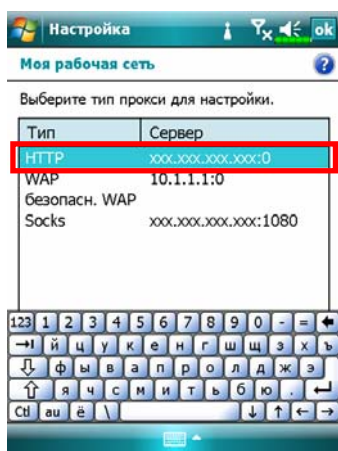 Настройка ok
Моя рабочая сеть ?
Выберите тип прокси для настройки.
Тип Сервер
HTTP xxx.xxx.xxx.xxx:0
WAP 10.1.1.1:0
безопасн. WAP
Socks xxx.xxx.xxx.xxx:1080
123 1 2 3 4 5 6 7 8 9 0 - =
й ц у к е н г ш щ з х ъ
ф ы в а п р о л д ж э
я ч с м и т ь б ю .
Ctl au ё \